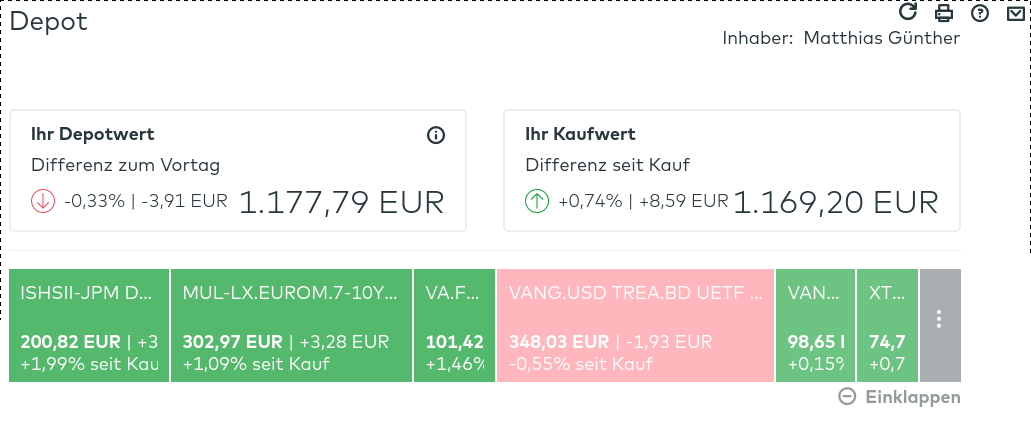 Depot
Inhaber: Matthias Günther
Ihr Depotwert
Differenz zum Vortag
-0,33% | -3,91 EUR 1.177,79 EUR
Ihr Kaufwert
Differenz seit Kauf
+0,74% | +8,59 EUR 1.169,20 EUR
ISHSII-JPM D...
200,82 EUR | +3
+1,99% seit Kau
MUL-LX.EUROM.7-10Y...
302,97 EUR | +3,28 EUR
+1,09% seit Kauf
VA.F...
101,42
+1,46%
VANG.USD TREA.BD UETF ...
348,03 EUR | -1,93 EUR
-0,55% seit Kauf
VAN...
98,65
+0,15%
XT...
74,7
+0,7
Einklappen